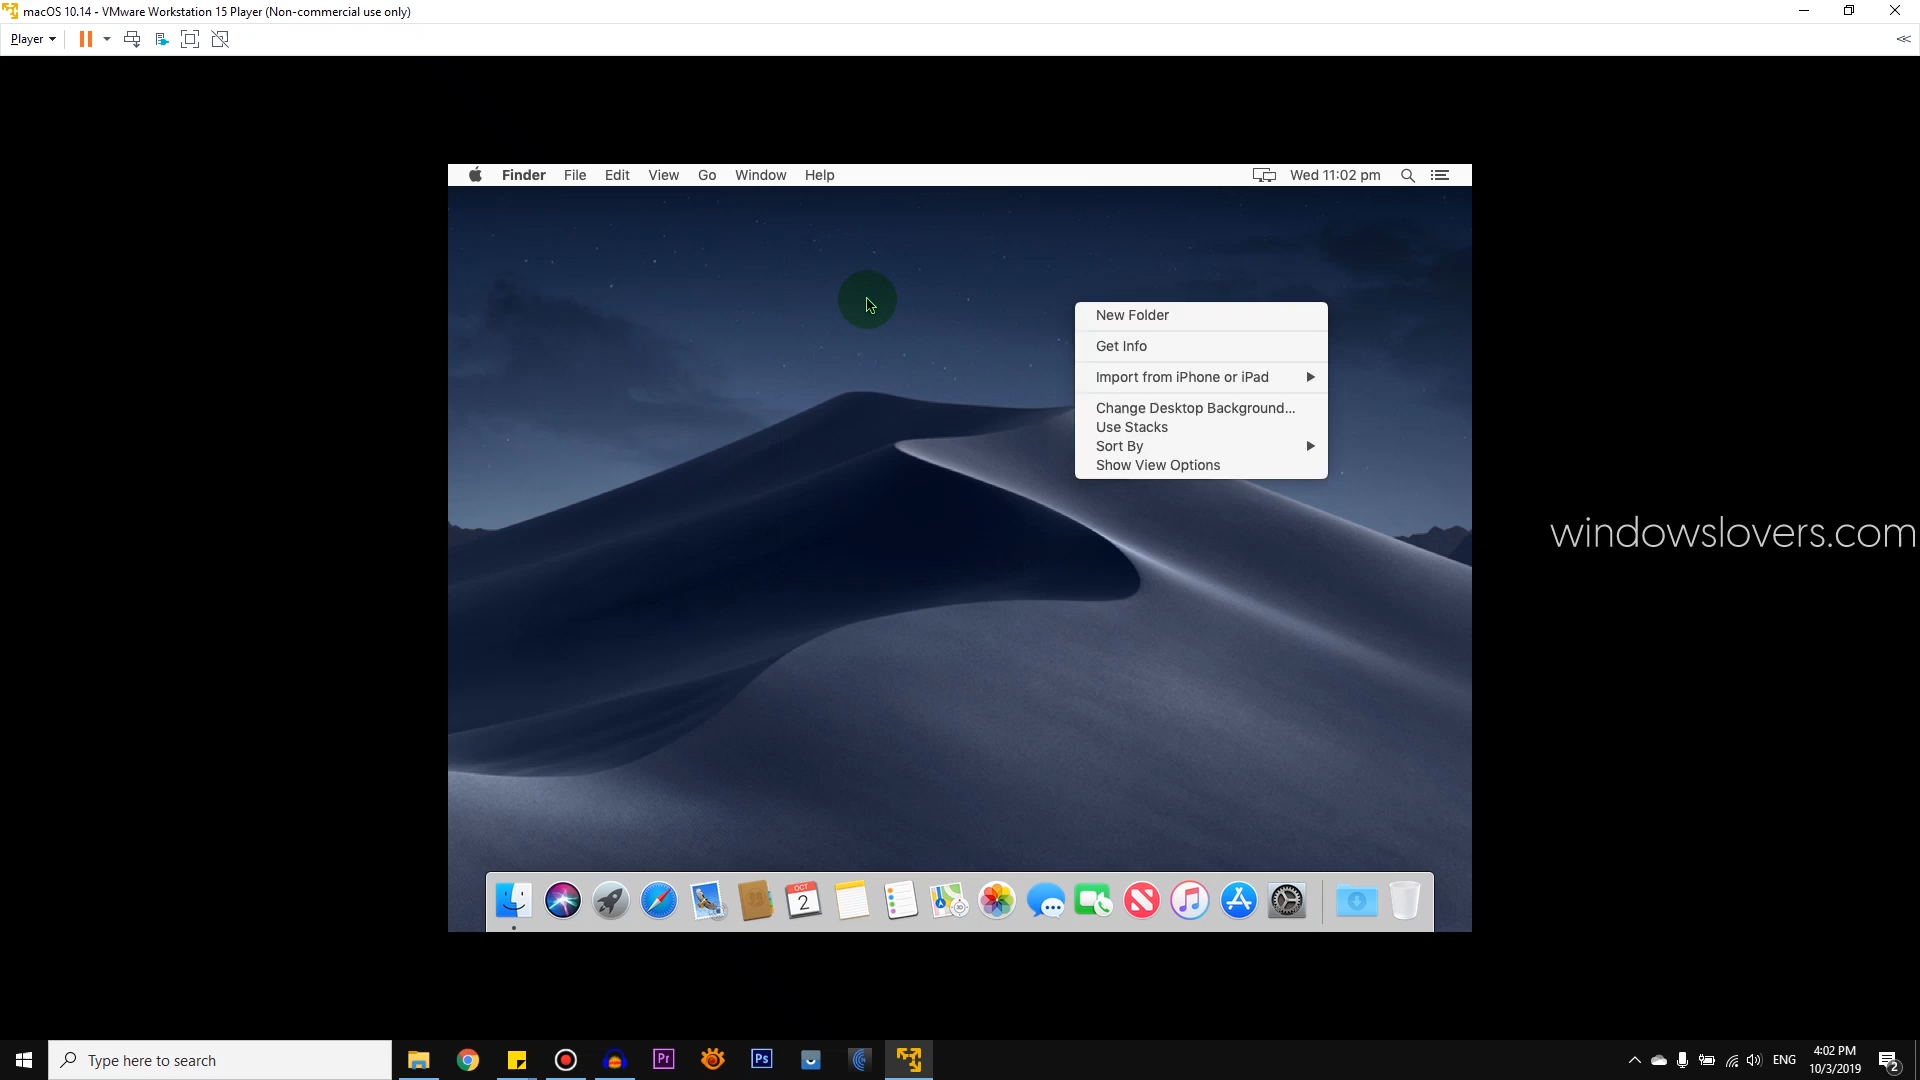 macOS 10.14 - VMware Workstation 15 Player (Non-commercial use only)
Player
Finder File Edit View Go Window Help Wed 11:02 pm
New Folder
Get Info
Import from iPhone or iPad
Change Desktop Background...
Use Stacks
Sort By
Show View Options
windowslovers.com
OCT
2
3D
Type here to search
Pr
Ps
ENG
4:02 PM
10/3/2019
2